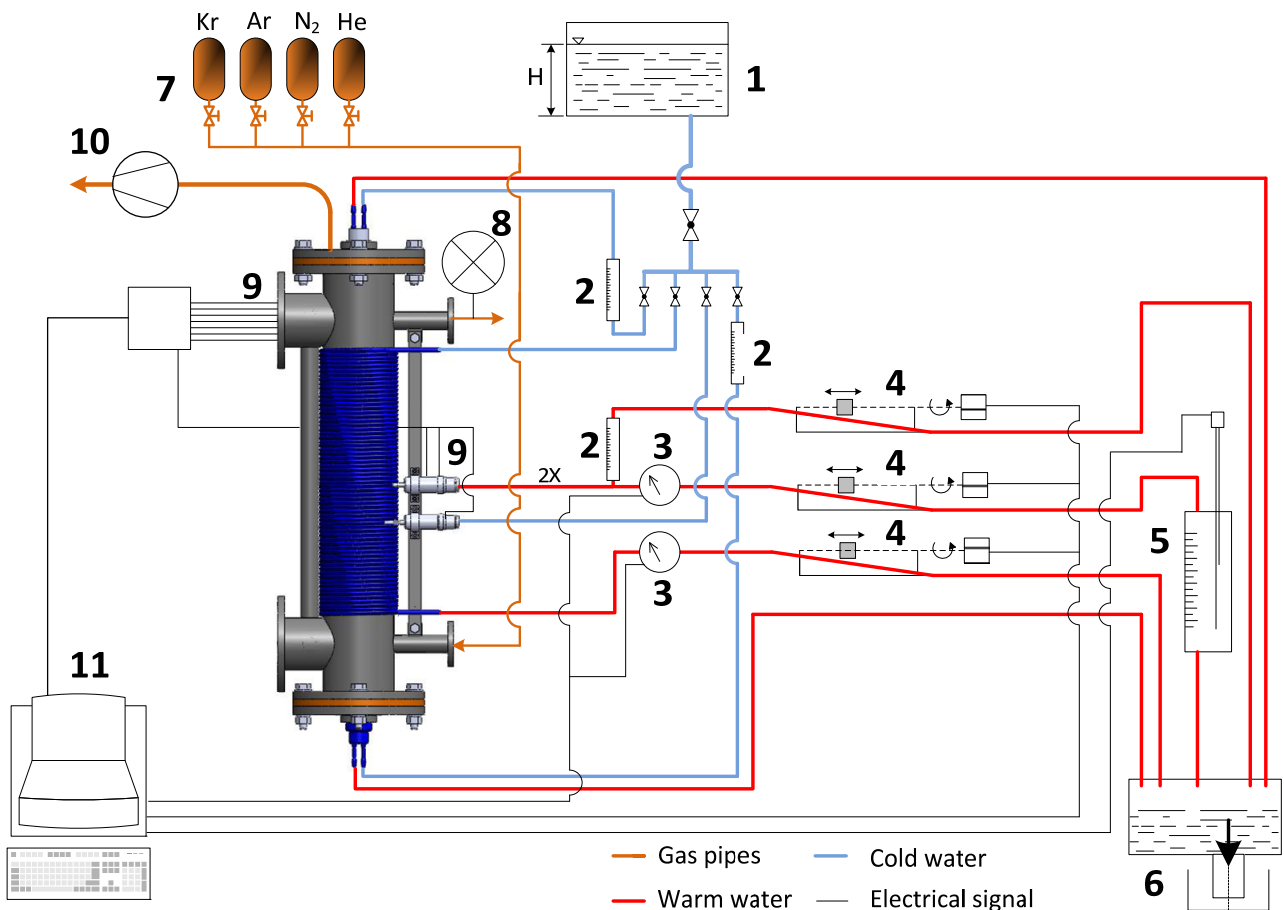 Kr Ar N₂ He
7
H
1
10
8
9
2
2
4
2
3
9
2X
4
4
5
3
11
6
Gas pipes
Cold water
Warm water
Electrical signal